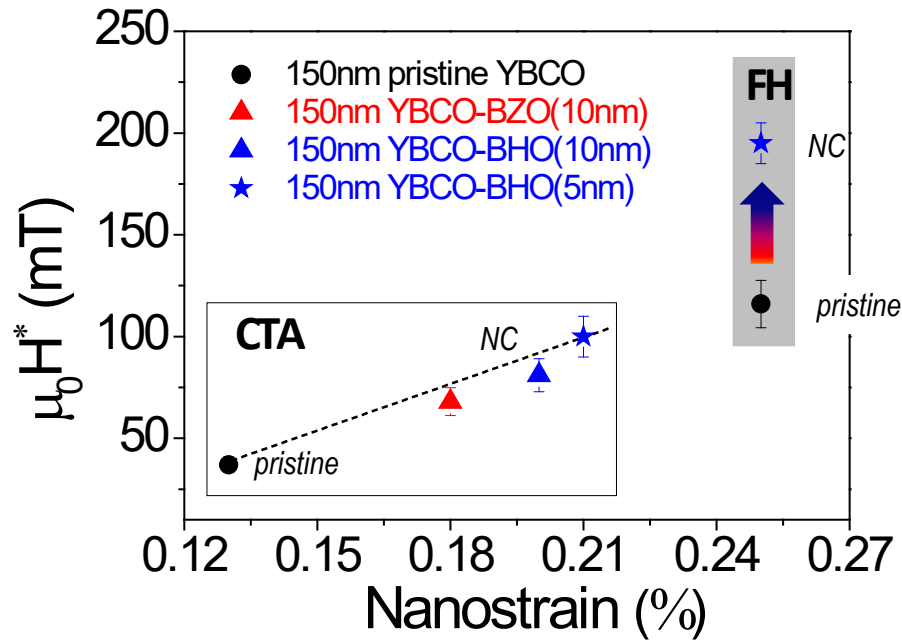 250
200
150
100
50
μ₀H* (mT)
150nm pristine YBCO
150nm YBCO-BZO(10nm)
150nm YBCO-BHO(10nm)
150nm YBCO-BHO(5nm)
FH
NC
pristine
CTA
NC
pristine
0.12 0.15 0.18 0.21 0.24 0.27
Nanostrain (%)